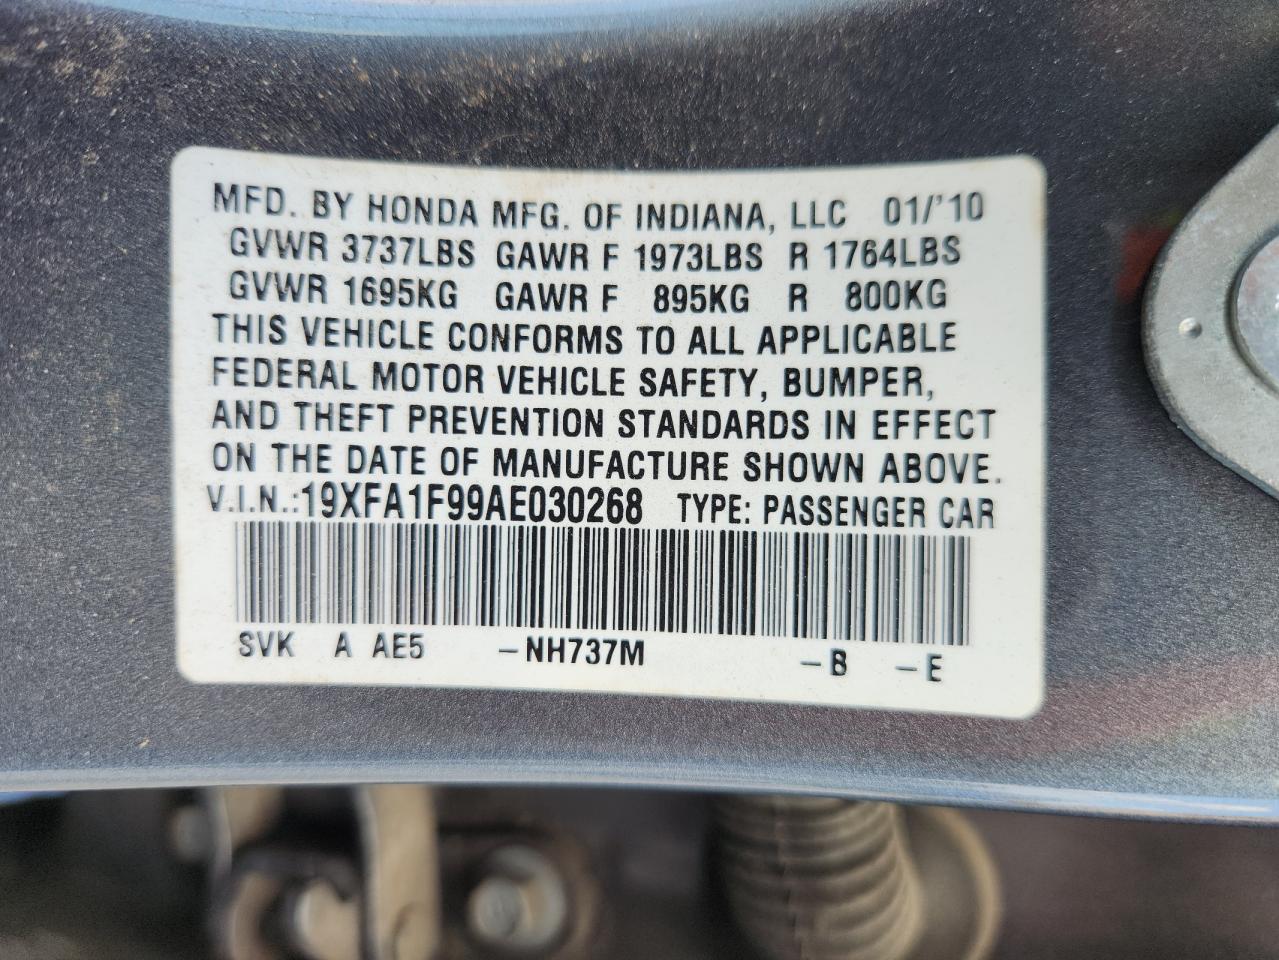 MFD. BY HONDA MFG. OF INDIANA, LLC 01/'10
GVWR 3737LBS GAWR F 1973LBS R 1764LBS
GVWR 1695KG GAWR F 895KG R 800KG
THIS VEHICLE CONFORMS TO ALL APPLICABLE
FEDERAL MOTOR VEHICLE SAFETY, BUMPER,
AND THEFT PREVENTION STANDARDS IN EFFECT
ON THE DATE OF MANUFACTURE SHOWN ABOVE.
V.I.N.:19XFA1F99AE030268 TYPE: PASSENGER CAR
SVK A AE5 -NH737M -B -E